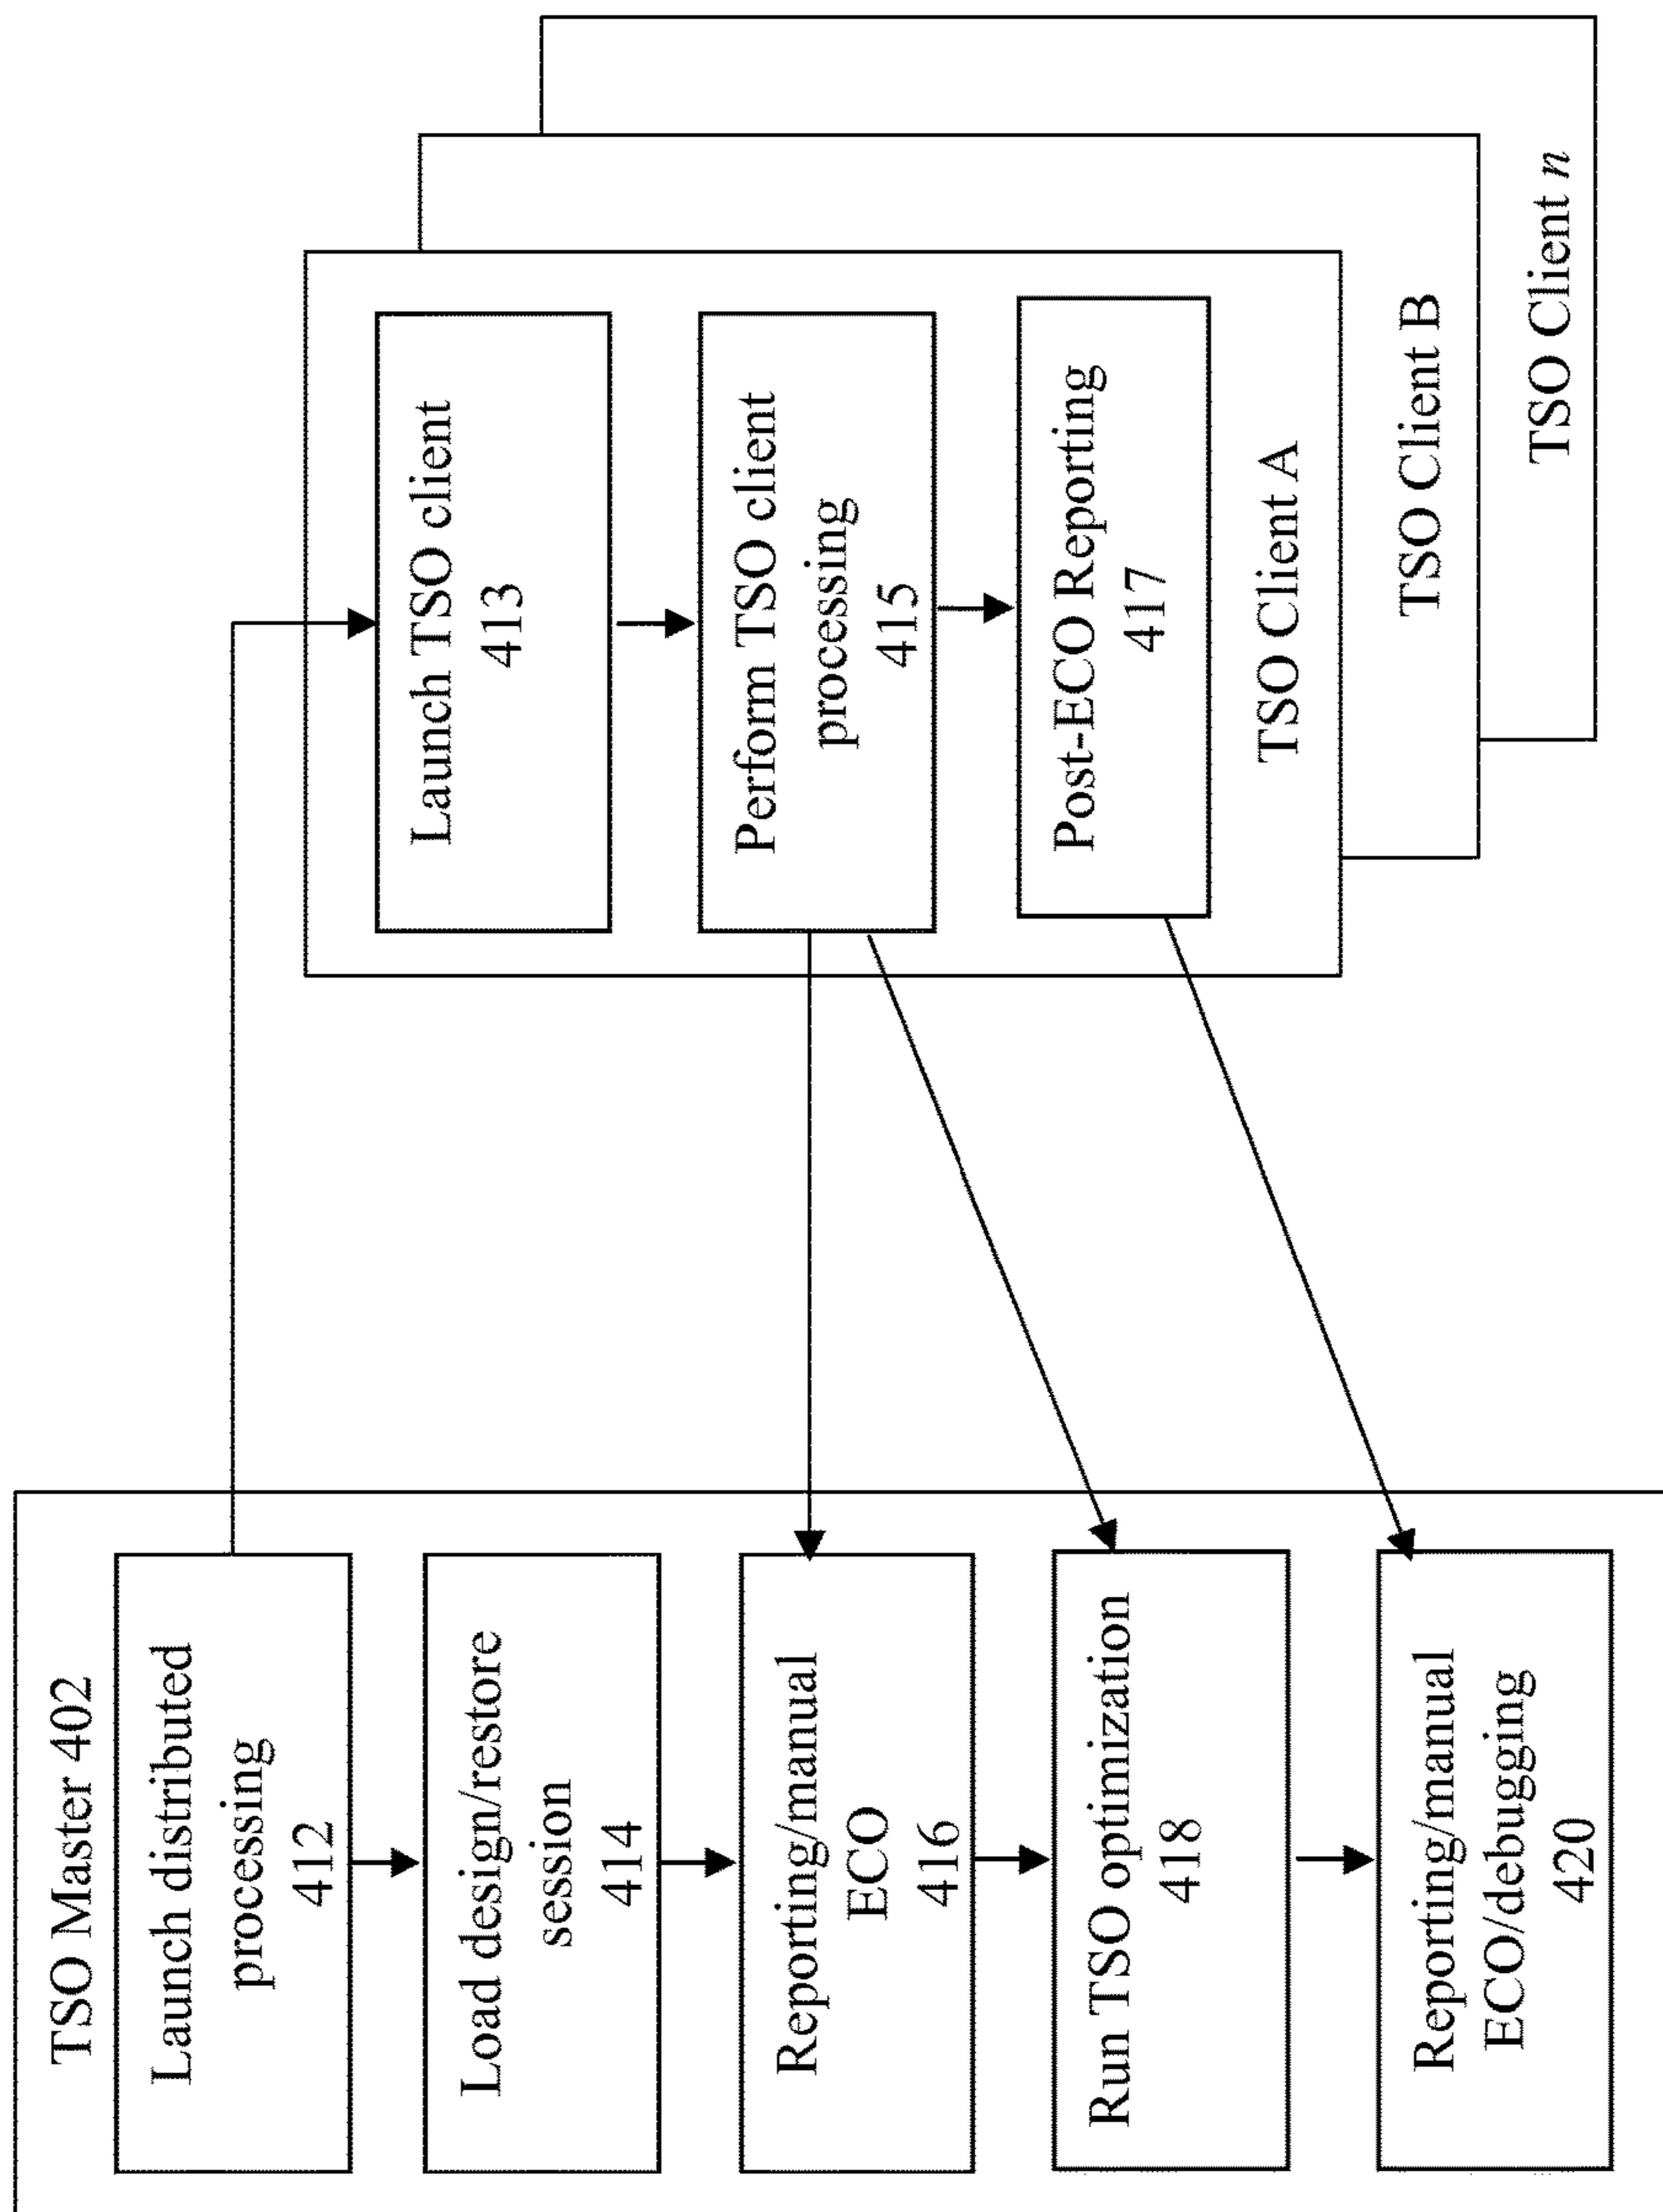 TSO Master 402
Launch distributed
processing
412
Load design/restore
session
414
Reporting/manual
ECO
416
Run TSO optimization
418
Reporting/manual
ECO/debugging
420
Launch TSO client
413
Perform TSO client
processing
415
Post-ECO Reporting
417
TSO Client A
TSO Client B
TSO Client n